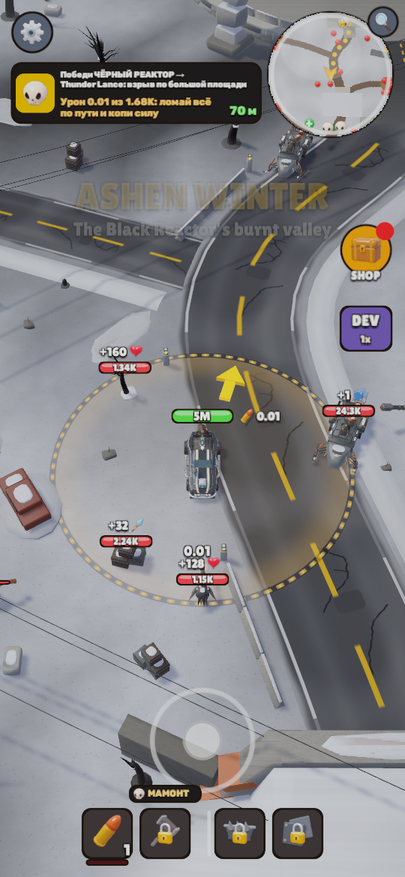 Победи ЧЁРНЫЙ РЕАКТОР →
Thunder Lance: взрыв по большой площади
Урон 0.01 из 1.68K: ломай всё
по пути и копи силу
70 м
ASHEN WINTER
The Black Reactor's burnt valley
SHOP
DEV
1x
+160
1.34K
+1
24.3K
5M
0.01
+32
2.24K
0.01
+128
1.15K
МАМОНТ
1